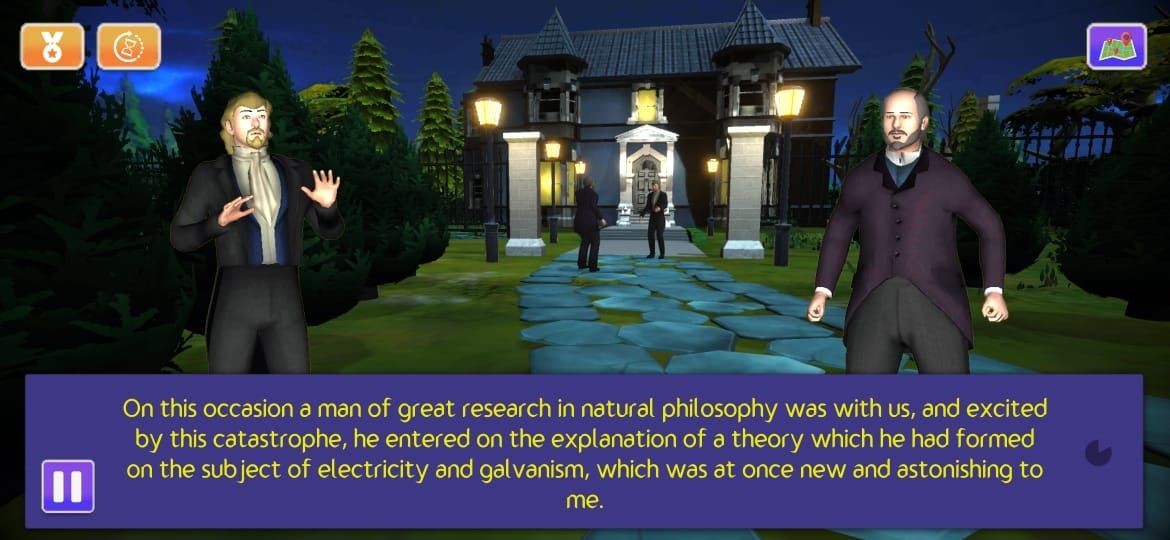 On this occasion a man of great research in natural philosophy was with us, and excited
by this catastrophe, he entered on the explanation of a theory which he had formed
on the subject of electricity and galvanism, which was at once new and astonishing to
me.